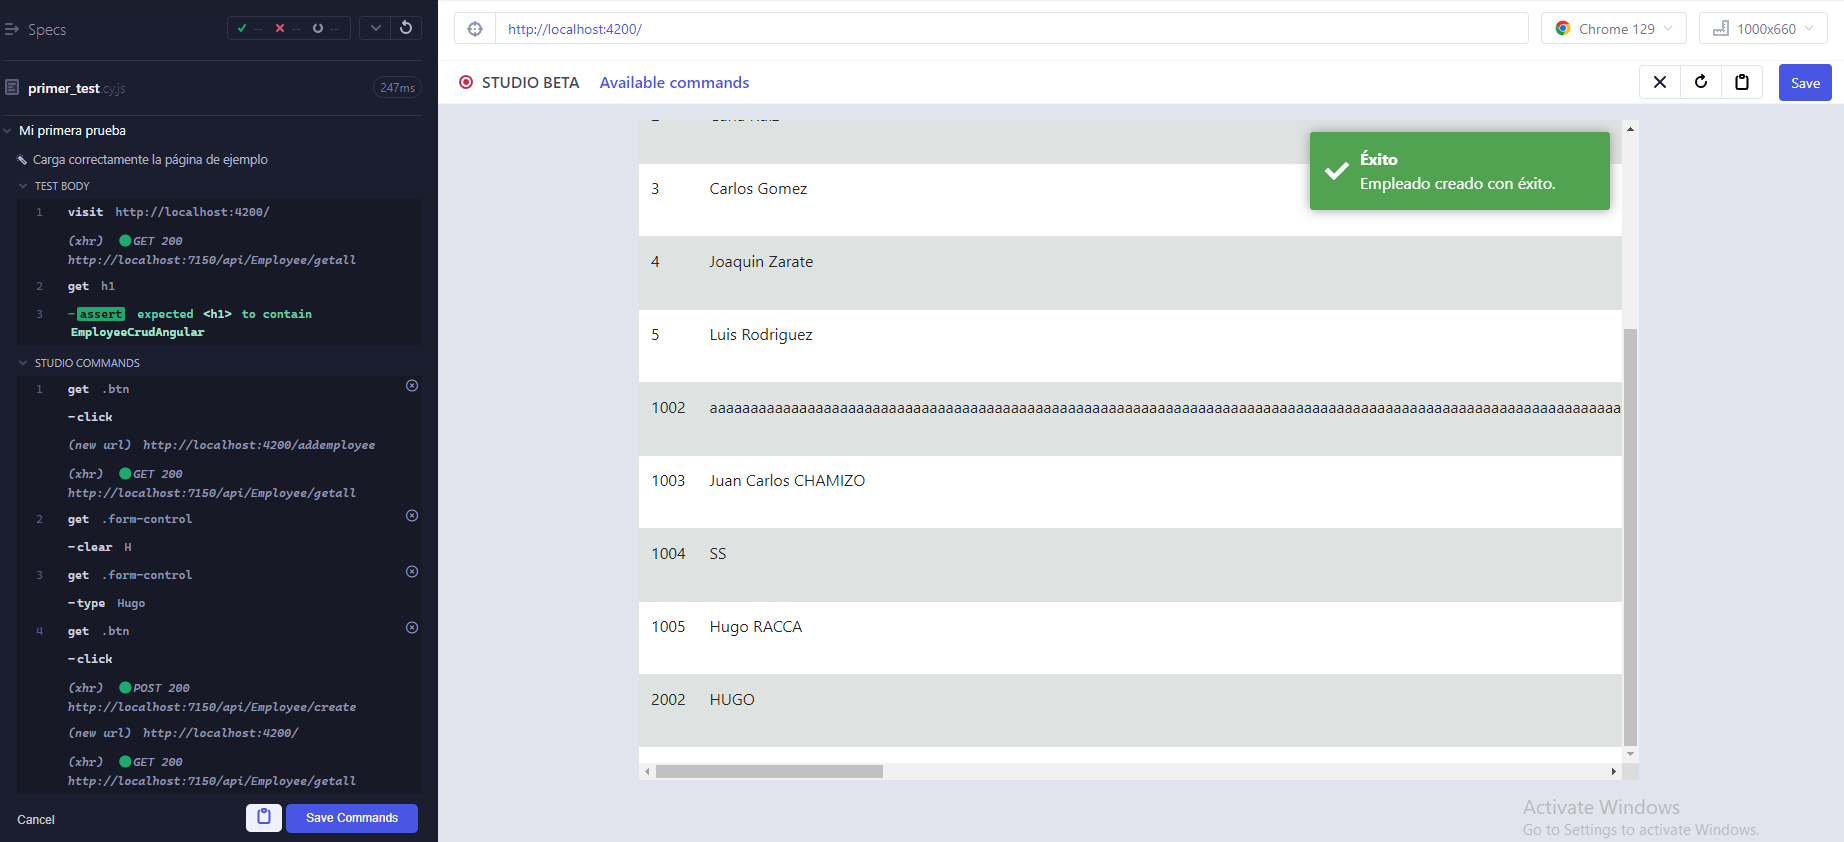 Specs
-- -- --
primer_test.cy.js
247ms
Mi primera prueba
Carga correctamente la página de ejemplo
TEST BODY
1 visit http://localhost:4200/
(xhr) GET 200
http://localhost:7150/api/Employee/getall
2 get h1
3 -assert expected <h1> to contain
EmployeeCrudAngular
STUDIO COMMANDS
1 get .btn
-click
(new url) http://localhost:4200/addemployee
(xhr) GET 200
http://localhost:7150/api/Employee/getall
2 get .form-control
-clear H
3 get .form-control
-type Hugo
4 get .btn
-click
(xhr) POST 200
http://localhost:7150/api/Employee/create
(new url) http://localhost:4200/
(xhr) GET 200
http://localhost:7150/api/Employee/getall
Cancel
Save Commands
http://localhost:4200/
Chrome 129
1000x660
STUDIO BETA
Available commands
Save
Éxito
Empleado creado con éxito.
3 Carlos Gomez
4 Joaquin Zarate
5 Luis Rodriguez
1002
1003 Juan Carlos CHAMIZO
1004 SS
1005 Hugo RACCA
2002 HUGO
Activate Windows
Go to Settings to activate Windows.